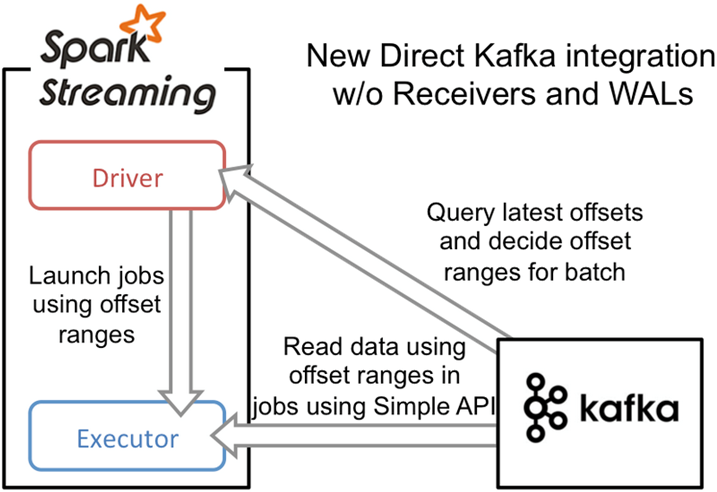 Spark
Streaming
New Direct Kafka integration
w/o Receivers and WALs
Driver
Query latest offsets
and decide offset
ranges for batch
Launch jobs
using offset
ranges
Read data using
offset ranges in
jobs using Simple API
kafka
Executor